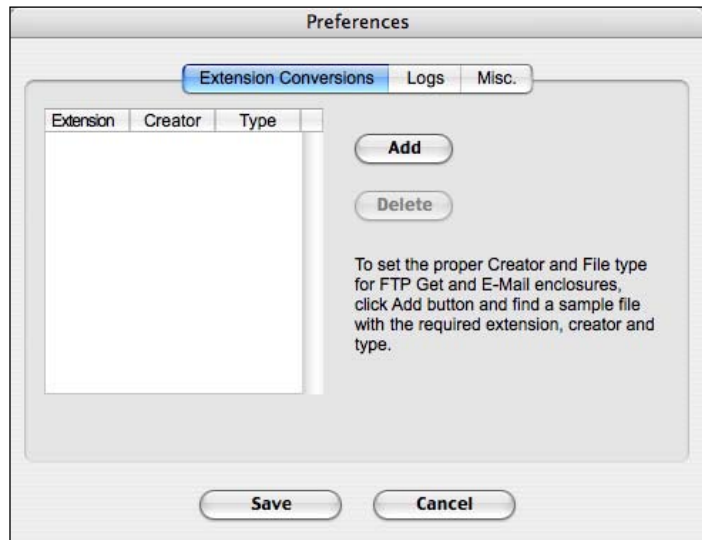 Preferences
Extension Conversions Logs Misc.
Extension Creator Type
Add
Delete
To set the proper Creator and File type
for FTP Get and E-Mail enclosures,
click Add button and find a sample file
with the required extension, creator and
type.
Save Cancel